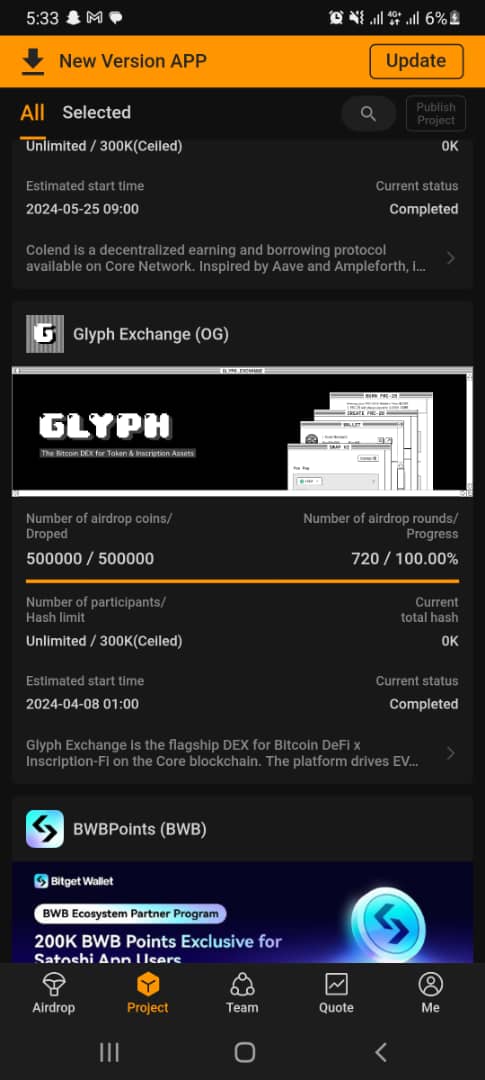 5:33
4G+
6%
New Version APP
Update
All
Selected
Publish
Project
Unlimited / 300K(Ceiled)
0K
Estimated start time
Current status
2024-05-25 09:00
Completed
Colend is a decentralized earning and borrowing protocol
available on Core Network. Inspired by Aave and Ampleforth, i...
Glyph Exchange (OG)
GLYPH EXCHANGE
GLYPH
The Bitcoin DEX for Token & Inscription Assets
BURN PRC-20
CREATE PRC-20
WALLET
SWAP V2
Number of airdrop coins/
Droped
Number of airdrop rounds/
Progress
500000 / 500000
720 / 100.00%
Number of participants/
Hash limit
Current
total hash
Unlimited / 300K(Ceiled)
0K
Estimated start time
Current status
2024-04-08 01:00
Completed
Glyph Exchange is the flagship DEX for Bitcoin DeFi x
Inscription-Fi on the Core blockchain. The platform drives EV...
BWBPoints (BWB)
Bitget Wallet
BWB Ecosystem Partner Program
200K BWB Points Exclusive for
Satoshi App Users
Airdrop
Project
Team
Quote
Me